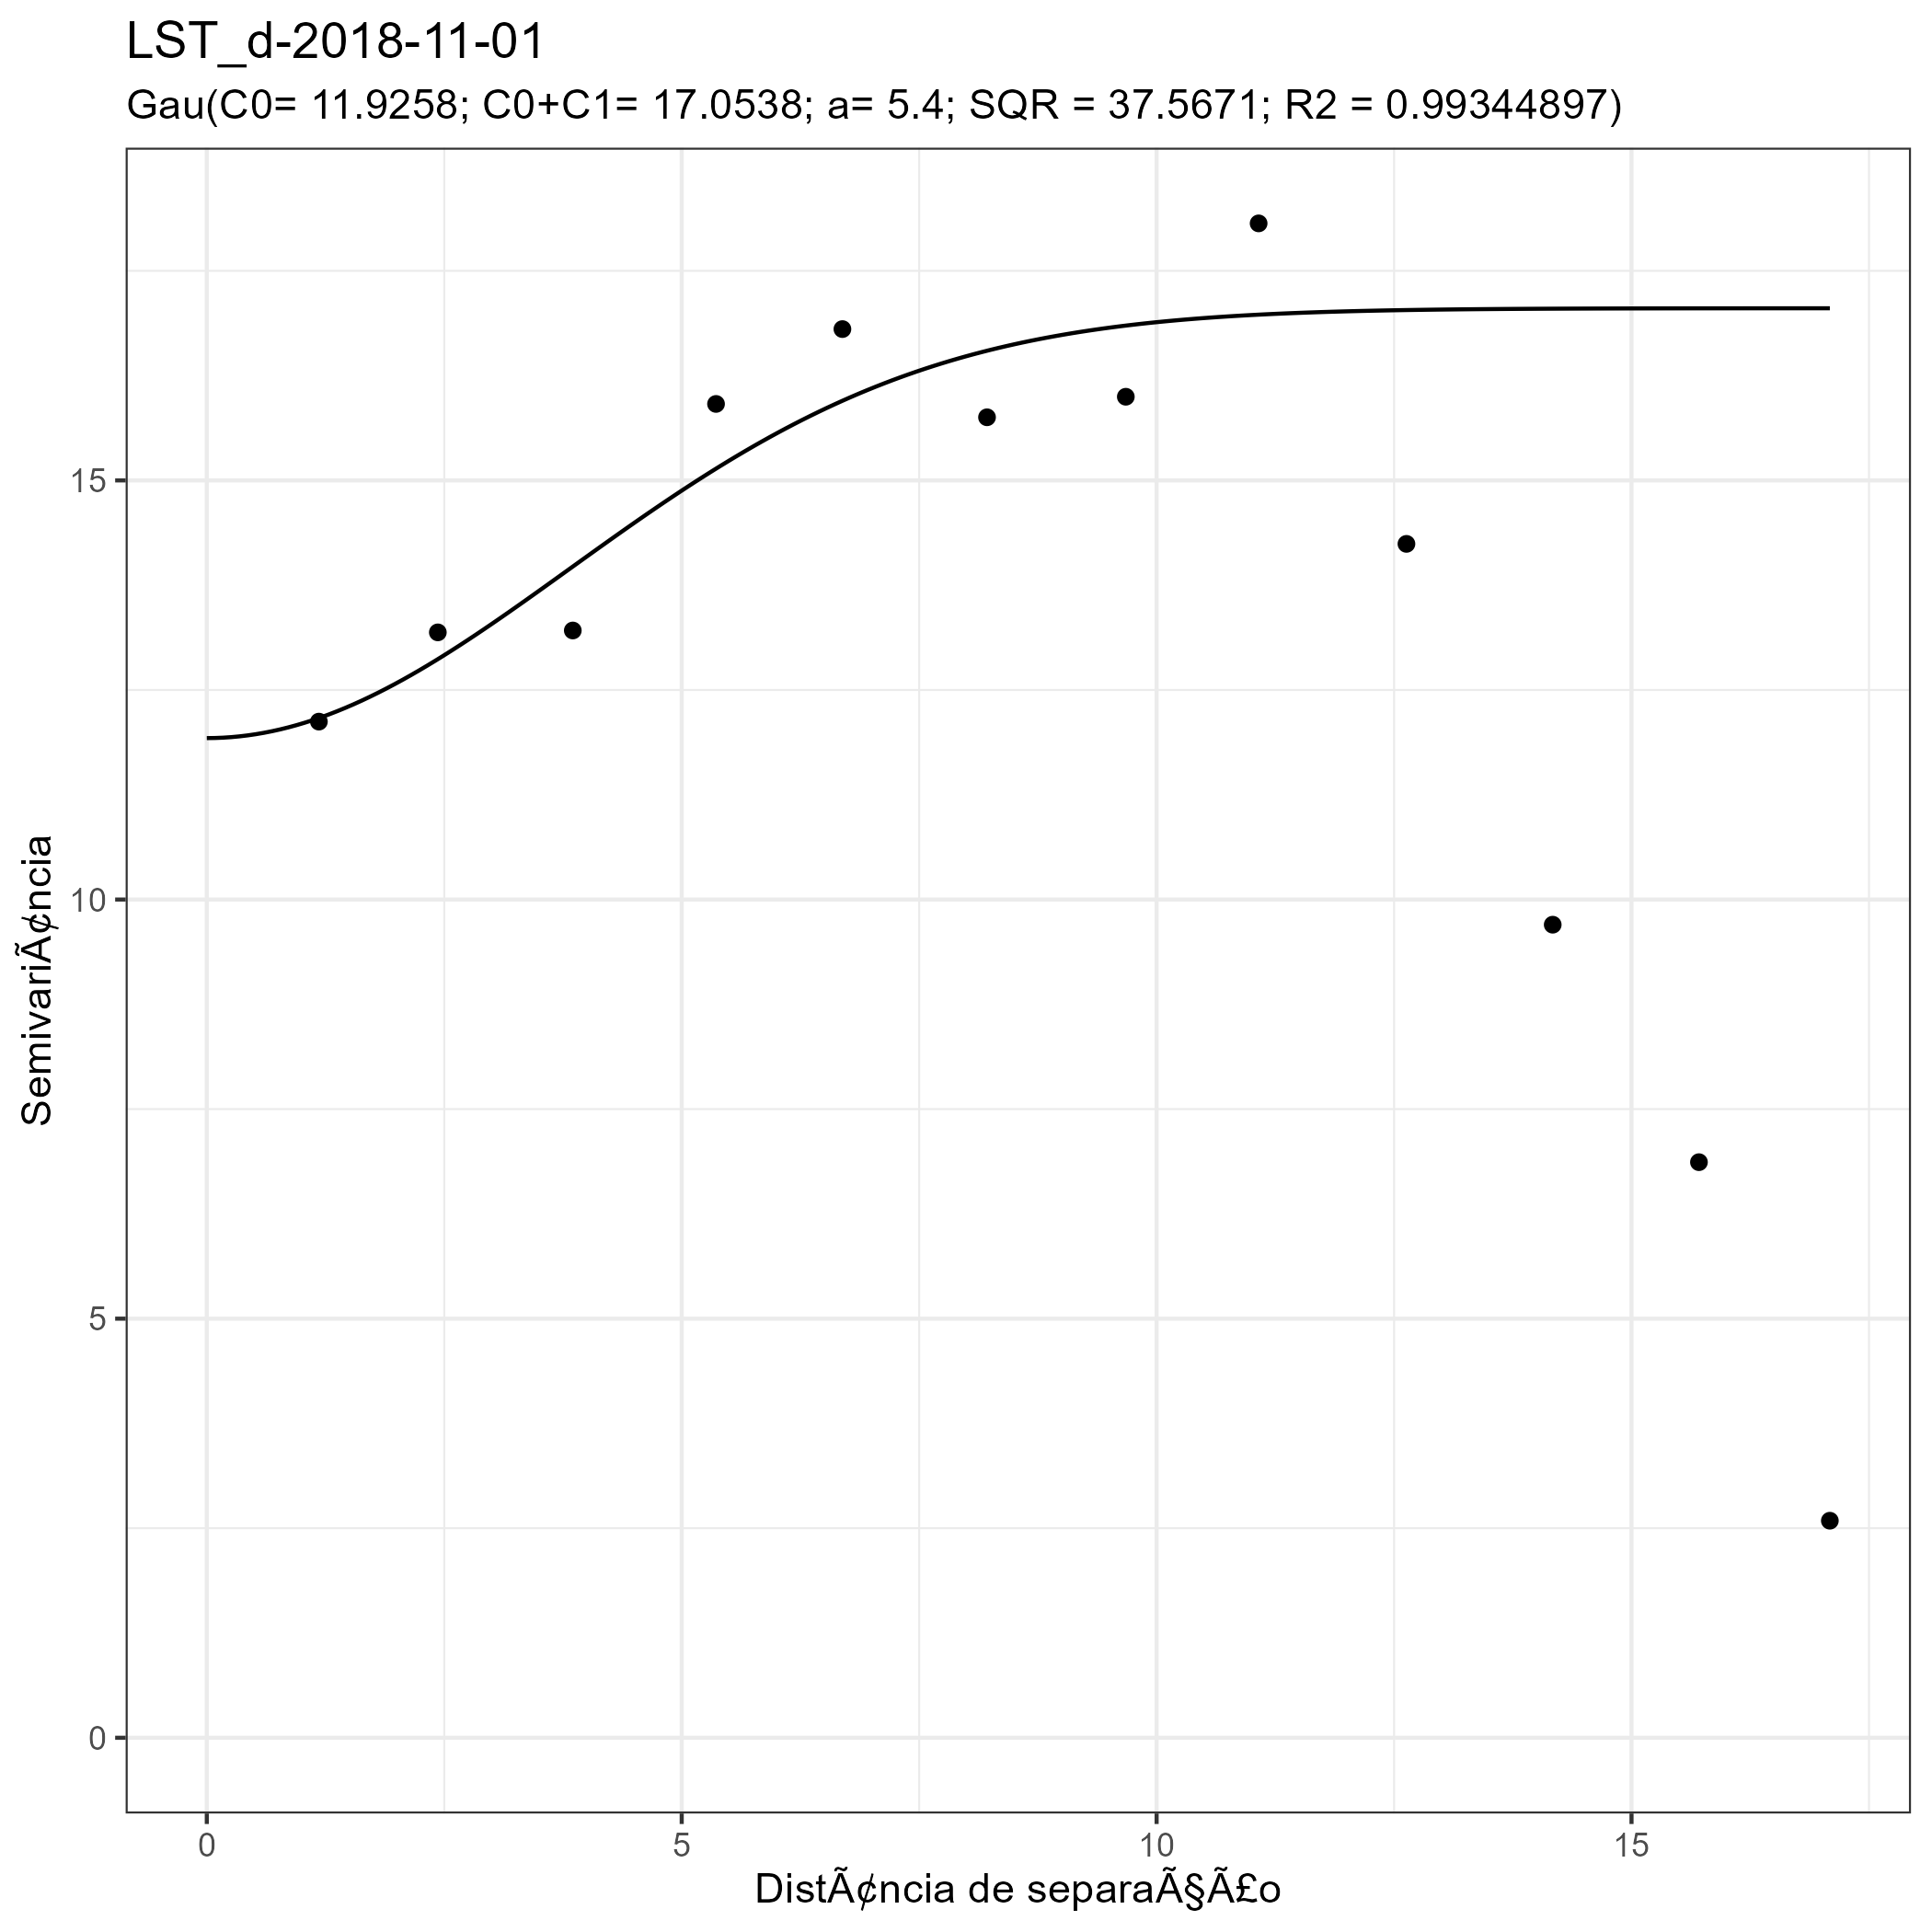 LST_d-2018-11-01
Gau(C0= 11.9258; C0+C1= 17.0538; a= 5.4; SQR = 37.5671; R2 = 0.99344897)
SemivariÃ¢ncia
15
10
5
0
0 5 10 15
DistÃ¢ncia de separaÃ§Ã£o